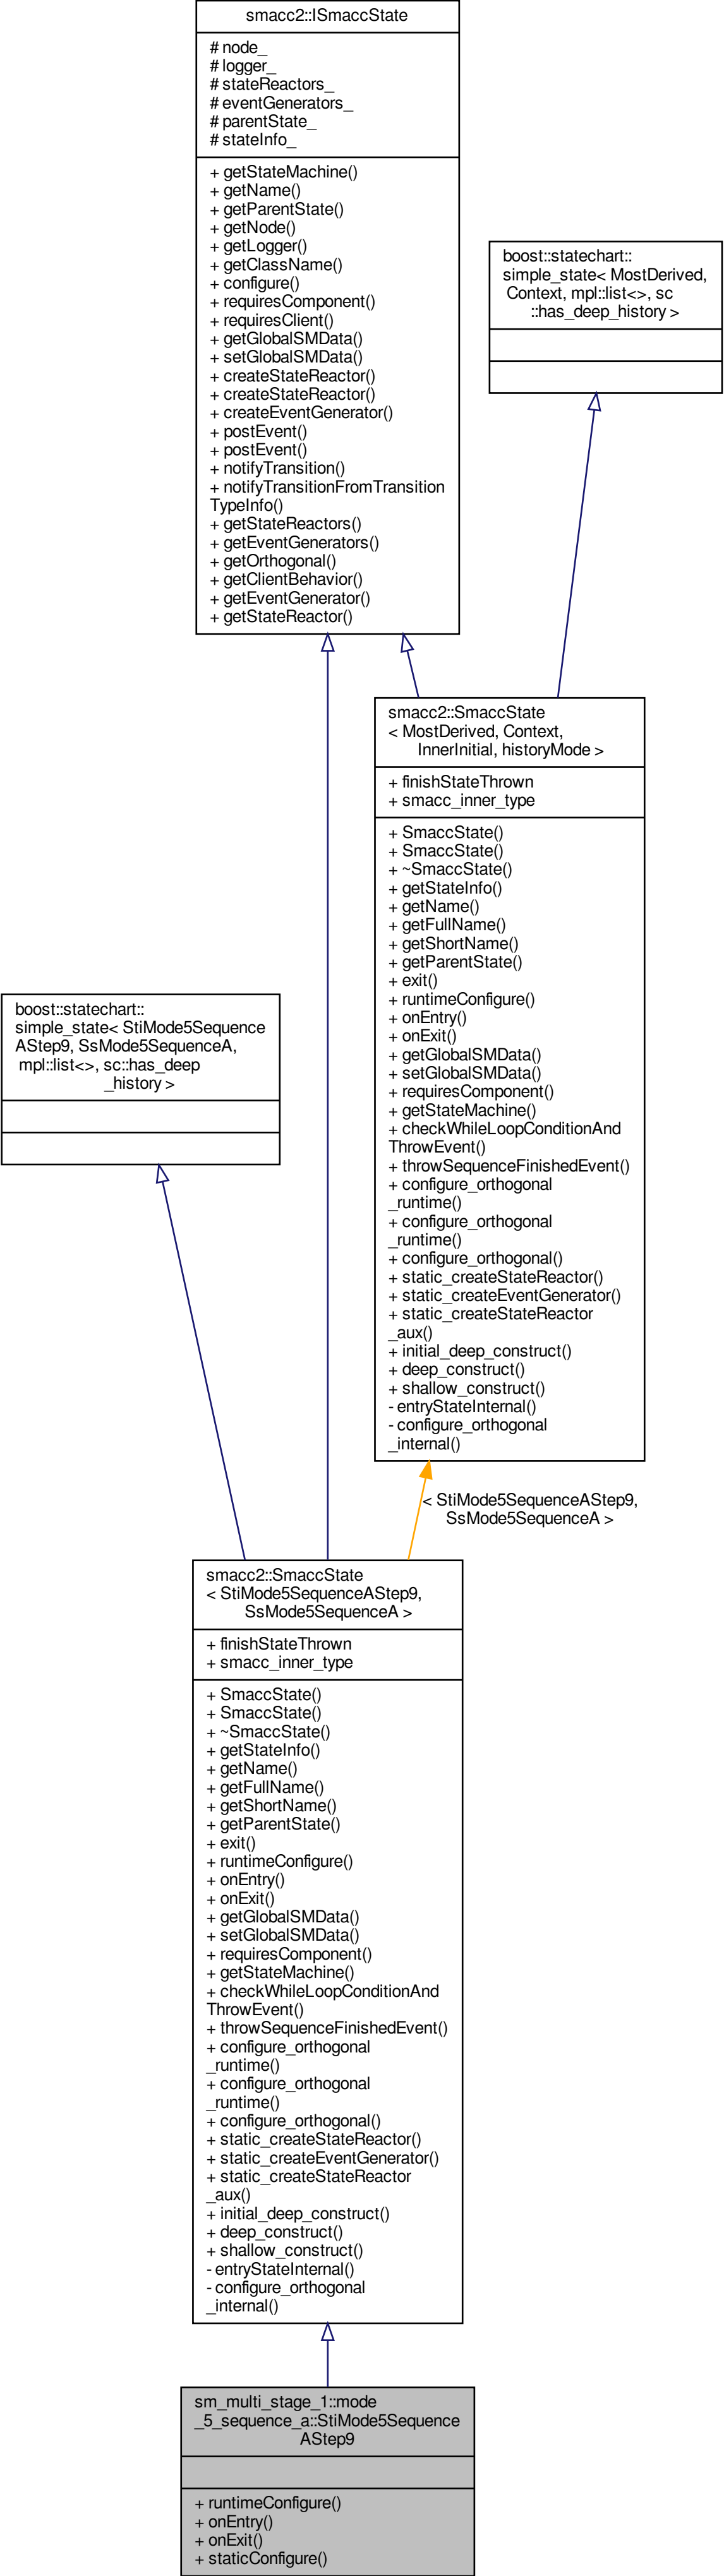 smacc2::ISmaccState
# node_
# logger_
# stateReactors_
# eventGenerators_
# parentState_
# stateInfo_
+ getStateMachine()
+ getName()
+ getParentState()
+ getNode()
+ getLogger()
+ getClassName()
+ configure()
+ requiresComponent()
+ requiresClient()
+ getGlobalSMData()
+ setGlobalSMData()
+ createStateReactor()
+ createStateReactor()
+ createEventGenerator()
+ postEvent()
+ postEvent()
+ notifyTransition()
+ notifyTransitionFromTransition
TypeInfo()
+ getStateReactors()
+ getEventGenerators()
+ getOrthogonal()
+ getClientBehavior()
+ getEventGenerator()
+ getStateReactor()
boost::statechart::
simple_state< MostDerived,
Context, mpl::list<>, sc
::has_deep_history >
smacc2::SmaccState
< MostDerived, Context,
InnerInitial, historyMode >
+ finishStateThrown
+ smacc_inner_type
+ SmaccState()
+ SmaccState()
+ ~SmaccState()
+ getStateInfo()
+ getName()
+ getFullName()
+ getShortName()
+ getParentState()
+ exit()
+ runtimeConfigure()
+ onEntry()
+ onExit()
+ getGlobalSMData()
+ setGlobalSMData()
+ requiresComponent()
+ getStateMachine()
+ checkWhileLoopConditionAnd
ThrowEvent()
+ throwSequenceFinishedEvent()
+ configure_orthogonal
_runtime()
+ configure_orthogonal
_runtime()
+ configure_orthogonal()
+ static_createStateReactor()
+ static_createEventGenerator()
+ static_createStateReactor
_aux()
+ initial_deep_construct()
+ deep_construct()
+ shallow_construct()
- entryStateInternal()
- configure_orthogonal
_internal()
boost::statechart::
simple_state< StiMode5Sequence
AStep9, SsMode5SequenceA,
mpl::list<>, sc::has_deep
_history >
< StiMode5SequenceAStep9,
SsMode5SequenceA >
smacc2::SmaccState
< StiMode5SequenceAStep9,
SsMode5SequenceA >
+ finishStateThrown
+ smacc_inner_type
+ SmaccState()
+ SmaccState()
+ ~SmaccState()
+ getStateInfo()
+ getName()
+ getFullName()
+ getShortName()
+ getParentState()
+ exit()
+ runtimeConfigure()
+ onEntry()
+ onExit()
+ getGlobalSMData()
+ setGlobalSMData()
+ requiresComponent()
+ getStateMachine()
+ checkWhileLoopConditionAnd
ThrowEvent()
+ throwSequenceFinishedEvent()
+ configure_orthogonal
_runtime()
+ configure_orthogonal
_runtime()
+ configure_orthogonal()
+ static_createStateReactor()
+ static_createEventGenerator()
+ static_createStateReactor
_aux()
+ initial_deep_construct()
+ deep_construct()
+ shallow_construct()
- entryStateInternal()
- configure_orthogonal
_internal()
sm_multi_stage_1::mode
_5_sequence_a::StiMode5Sequence
AStep9
+ runtimeConfigure()
+ onEntry()
+ onExit()
+ staticConfigure()